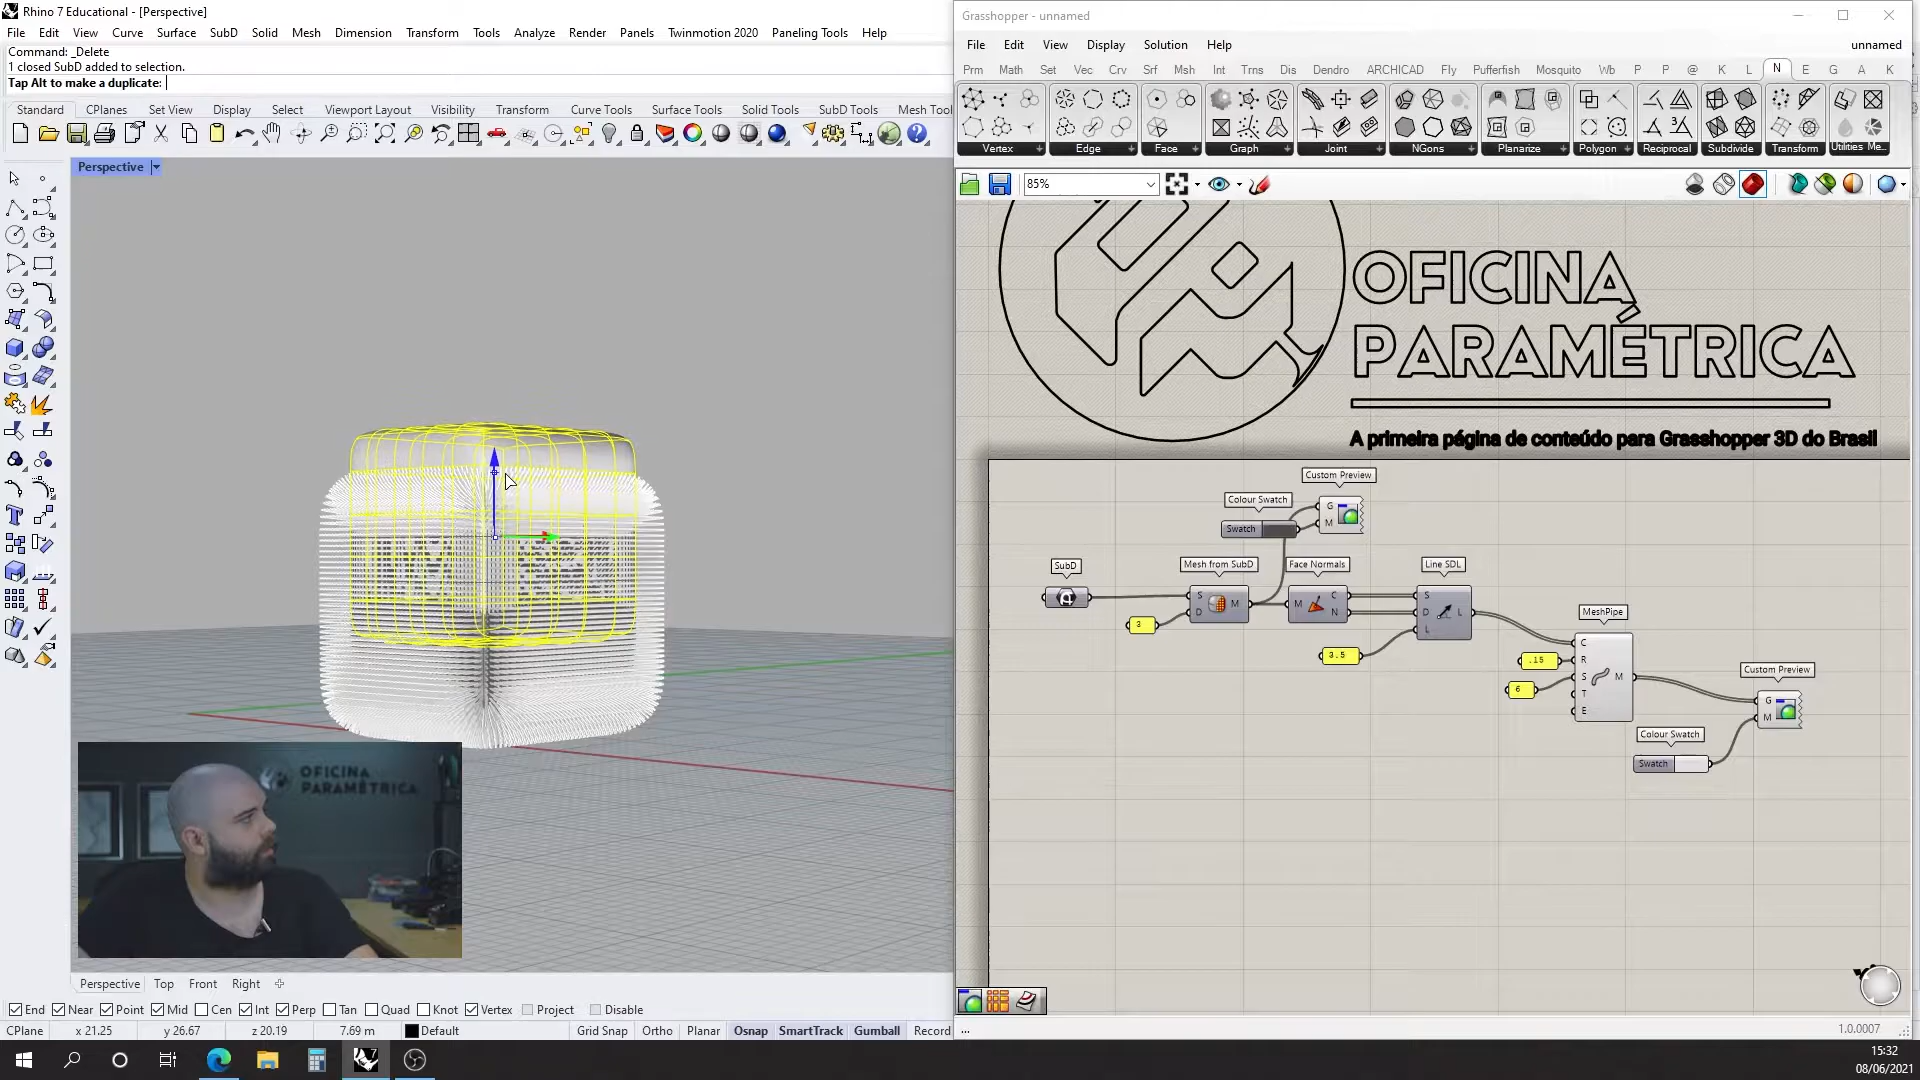 Rhino 7 Educational - [Perspective]
File Edit View Curve Surface SubD Solid Mesh Dimension Transform Tools Analyze Render Panels Twinmotion 2020 Paneling Tools Help
Command: _Delete
1 closed SubD added to selection.
Tap Alt to make a duplicate:
Standard CPlanes Set View Display Select Viewport Layout Visibility Transform Curve Tools Surface Tools Solid Tools SubD Tools Mesh Tool
Perspective
OFICINA
PARAMÉTRICA
Perspective Top Front Right
End Near Point Mid Cen Int Perp Tan Quad Knot Vertex Project Disable
CPlane x 21.25 y 26.67 z 20.19 7.69 m Default Grid Snap Ortho Planar Osnap SmartTrack Gumball Record
Grasshopper - unnamed
File Edit View Display Solution Help unnamed
Prm Math Set Vec Crv Srf Msh Int Trns Dis Dendro ARCHICAD Fly Pufferfish Mosquito Wb P P @ K L N E G A K
Vertex Edge Face Graph Joint NGons Planarize Polygon Reciprocal Subdivide Transform Utilities Me...
85%
OFICINA
PARAMÉTRICA
A primeira página de conteúdo para Grasshopper 3D do Brasil
Custom Preview
Colour Swatch
G
Swatch
M
SubD
Mesh from SubD
Face Normals
Line SDL
S M
D
M C
N
S
D L
L
3
3.5
MeshPipe
C
.15 R
6 S M
T
E
Custom Preview
G
M
Colour Swatch
Swatch
...
1.0.0007
15:32
08/06/2021